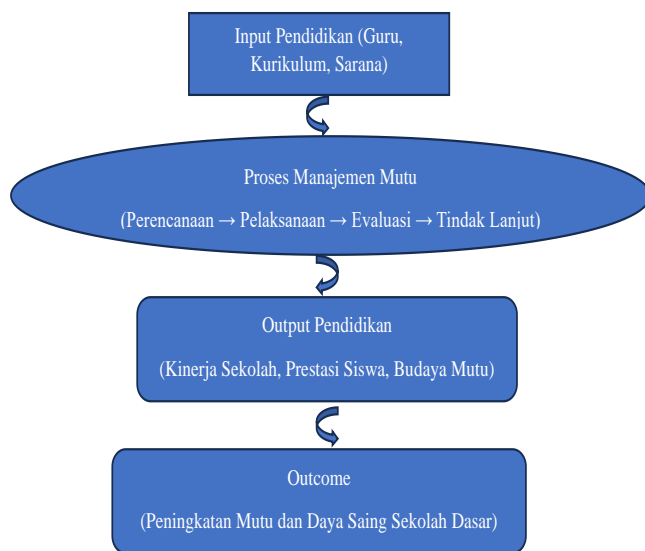 Input Pendidikan (Guru,
Kurikulum, Sarana)
Proses Manajemen Mutu
(Perencanaan → Pelaksanaan → Evaluasi → Tindak Lanjut)
Output Pendidikan
(Kinerja Sekolah, Prestasi Siswa, Budaya Mutu)
Outcome
(Peningkatan Mutu dan Daya Saing Sekolah Dasar)